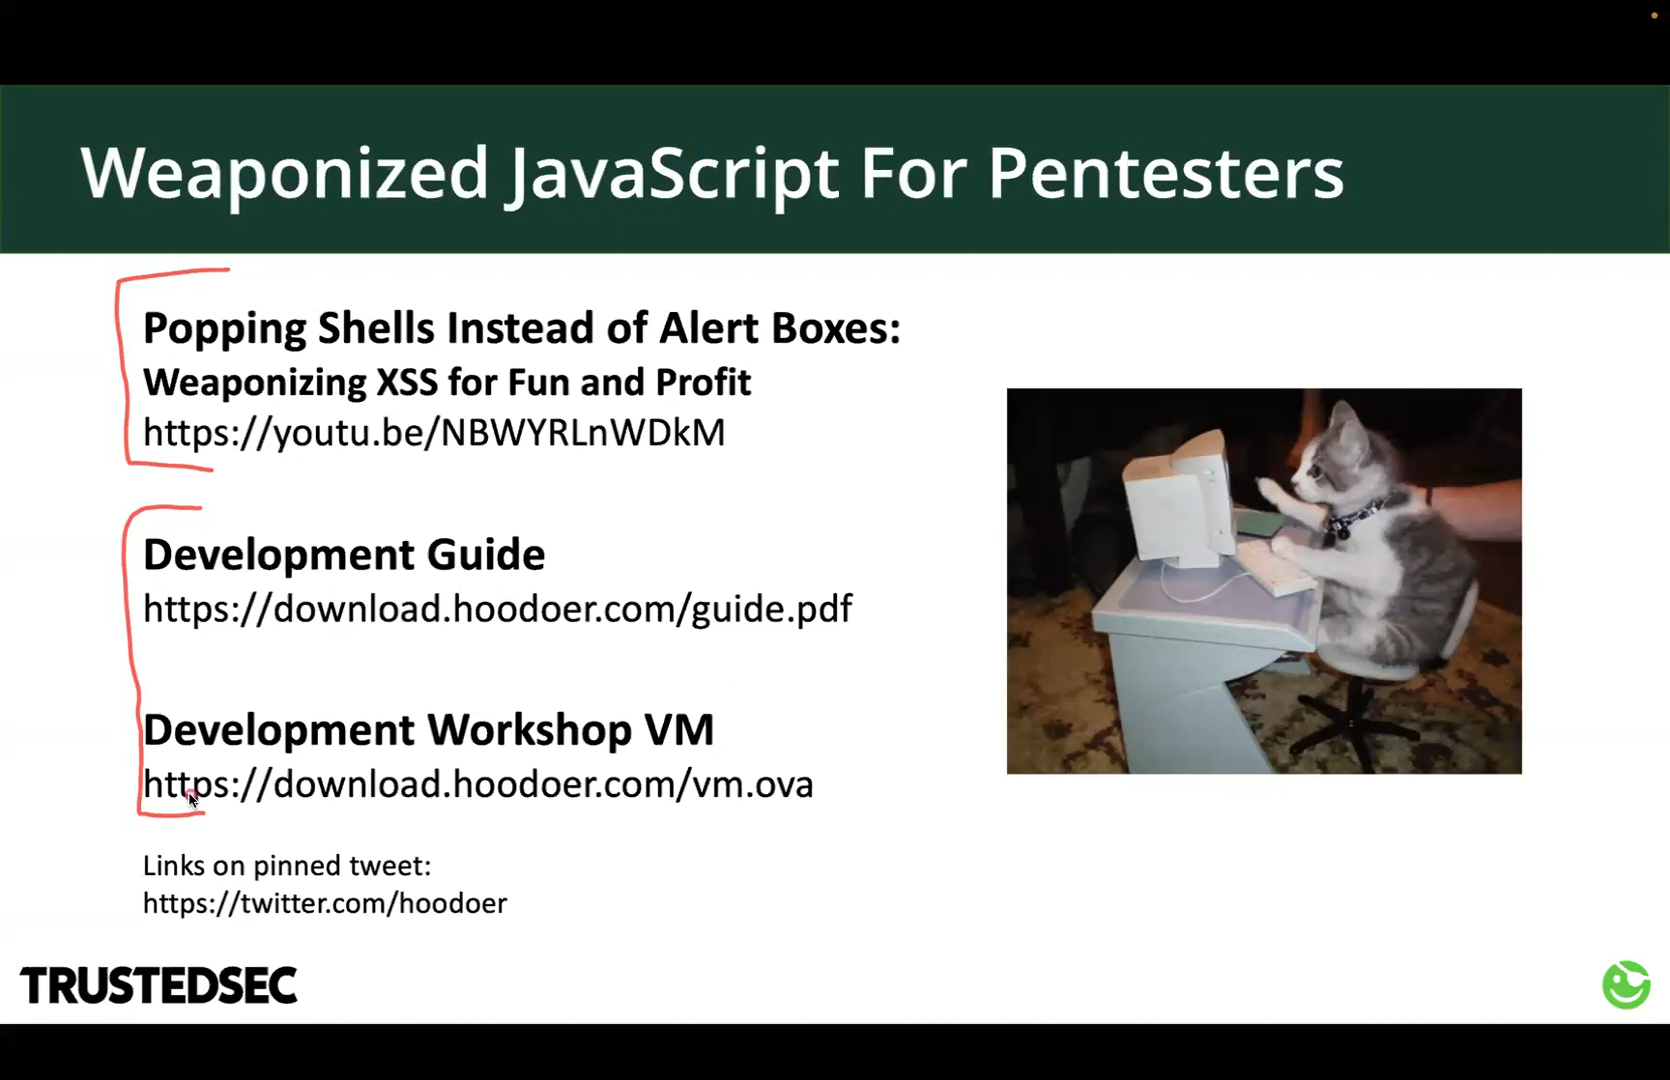 Weaponized JavaScript For Pentesters
Popping Shells Instead of Alert Boxes:
Weaponizing XSS for Fun and Profit
https://youtu.be/NBWYRLnWDkM
Development Guide
https://download.hoodoer.com/guide.pdf
Development Workshop VM
https://download.hoodoer.com/vm.ova
Links on pinned tweet:
https://twitter.com/hoodoer
TRUSTEDSEC